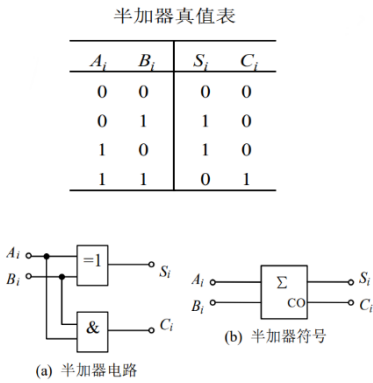 半加器真值表
Ai Bi Si Ci
0 0 0 0
0 1 1 0
1 0 1 0
1 1 0 1
Ai
Bi
=1
Si
&
Ci
(a) 半加器电路
Ai
Bi
Σ
CO
Si
Ci
(b) 半加器符号